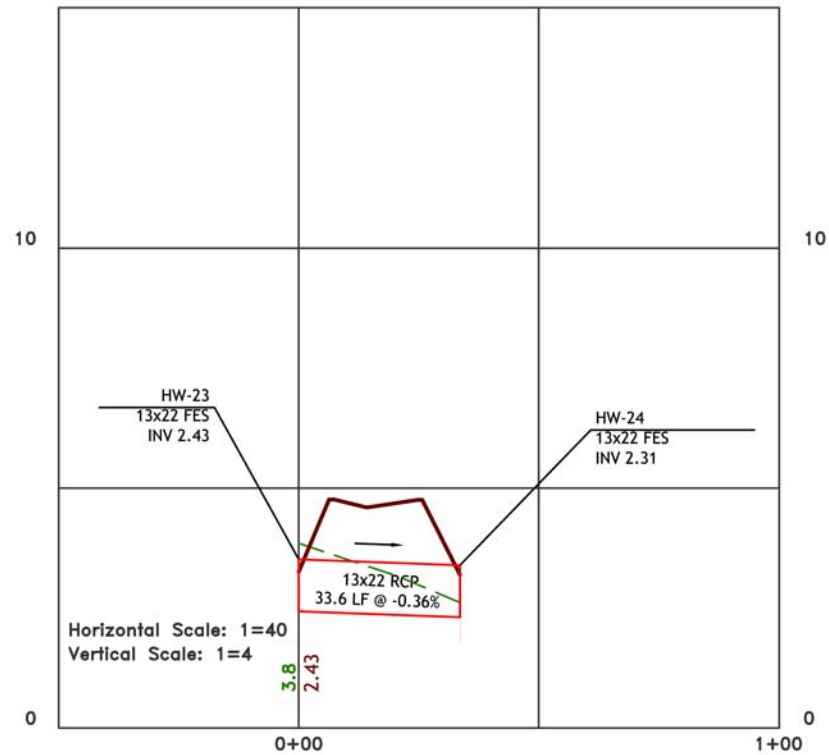 10
10
HW-23
13x22 FES
INV 2.43
HW-24
13x22 FES
INV 2.31
13x22 RCP
33.6 LF @ -0.36%
Horizontal Scale: 1=40
Vertical Scale: 1=4
3.8
2.43
0
0
0+00
1+00